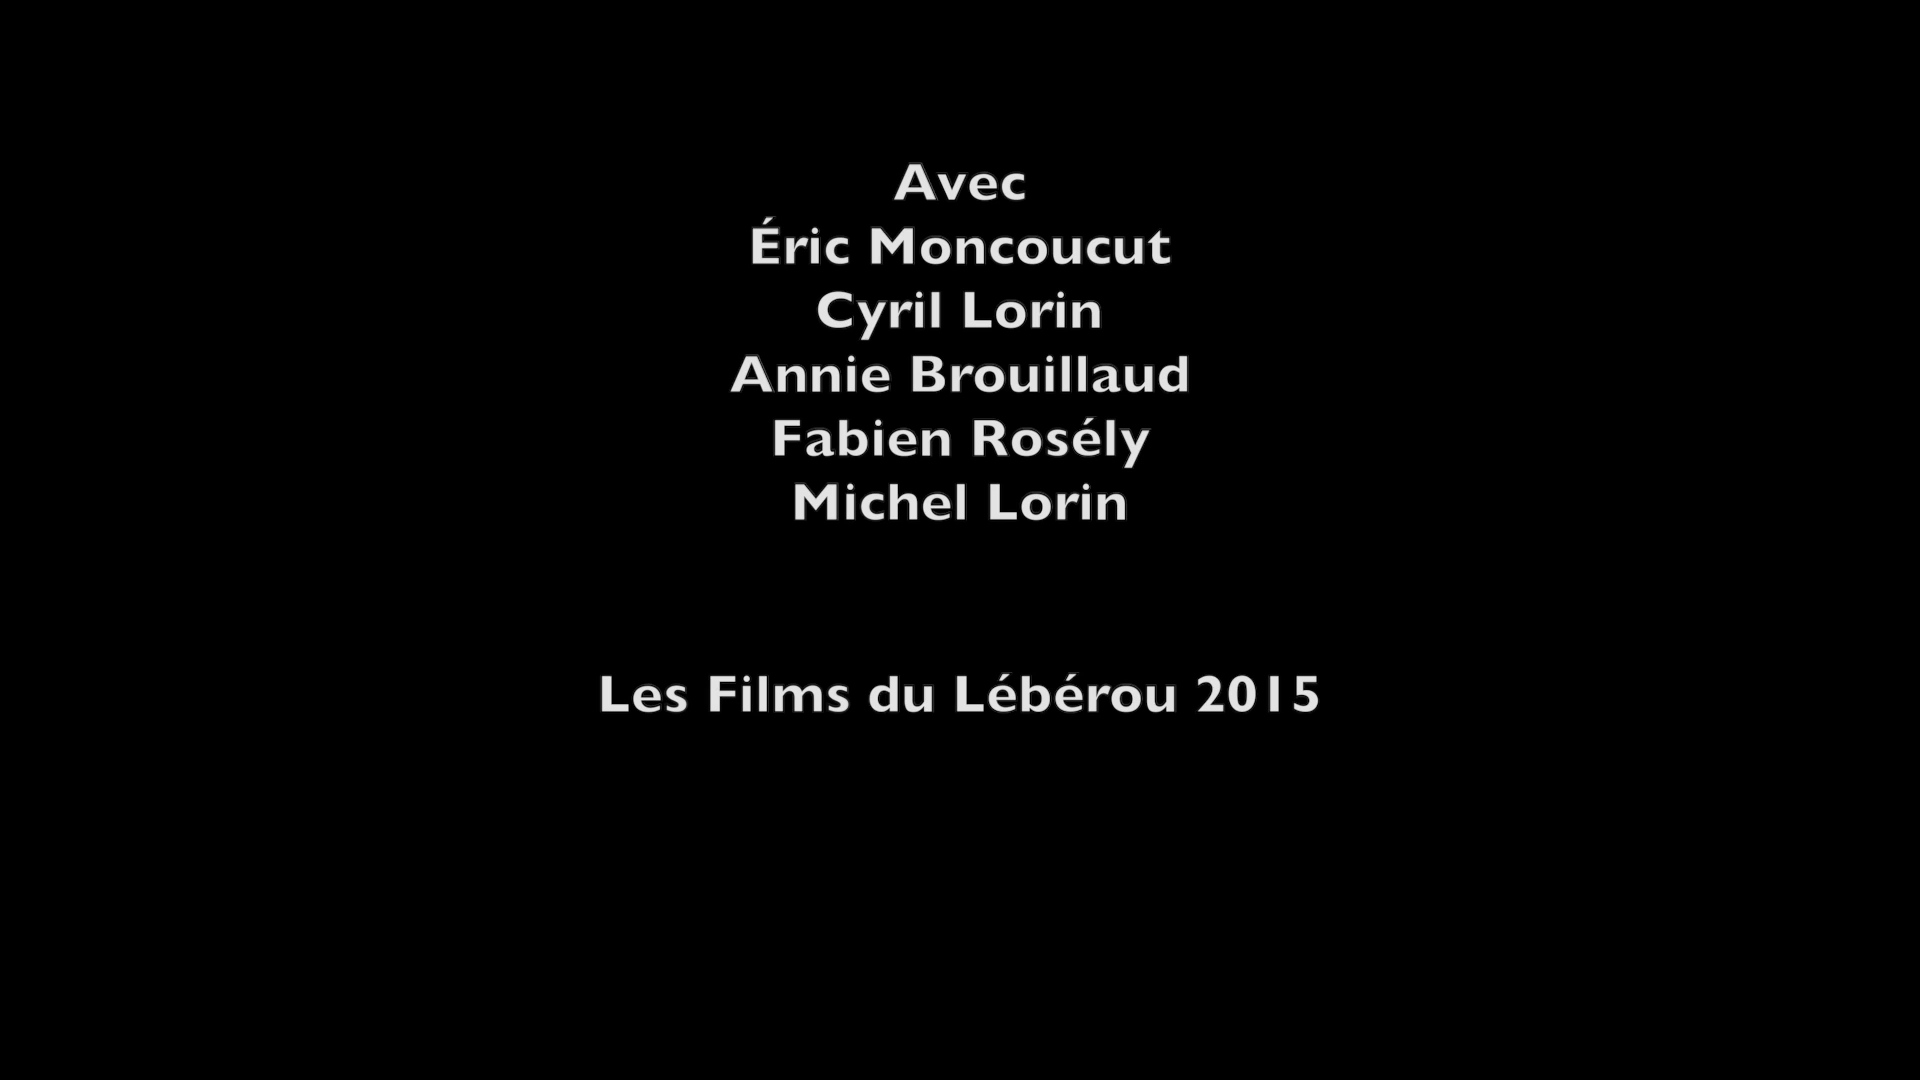 Avec
Éric Moncoucut
Cyril Lorin
Annie Brouillaud
Fabien Rosély
Michel Lorin
Les Films du Lébérou 2015